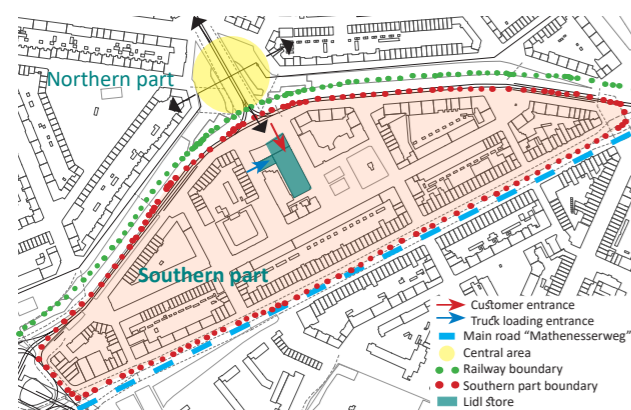 Northern part
Southern part
Customer entrance
Truck loading entrance
Main road "Mathenesserweg"
Central area
Railway boundary
Southern part boundary
Lidl store